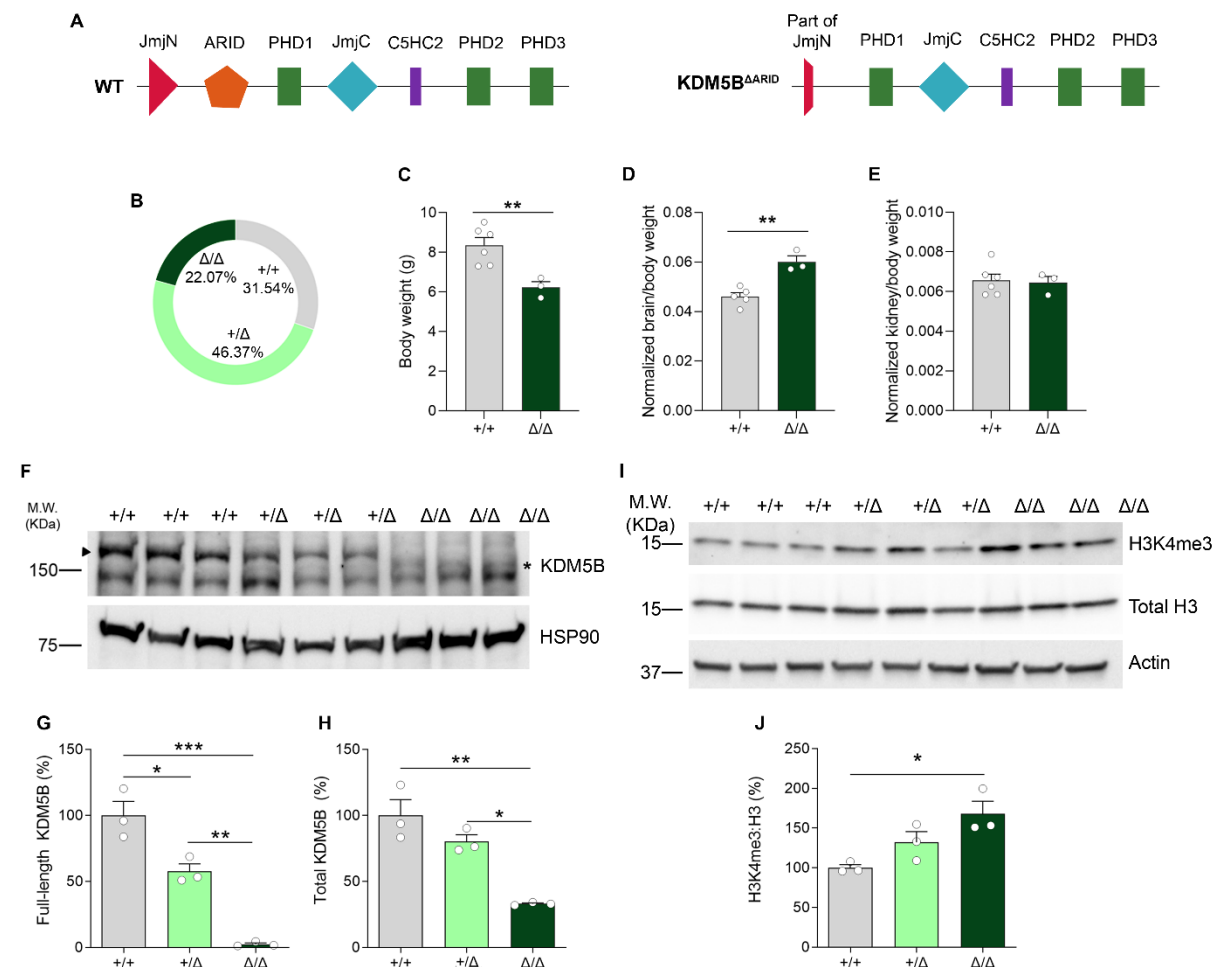 A
JmjN ARID PHD1 JmjC C5HC2 PHD2 PHD3
WT
Part of
JmjN PHD1 JmjC C5HC2 PHD2 PHD3
KDM5BΔARID
B
Δ/Δ
22.07%
+/+
31.54%
+/Δ
46.37%
C
Body weight (g)
10
8
6
4
2
0
**
+/+ Δ/Δ
D
Normalized brain/body weight
0.08
0.06
0.04
0.02
0.00
**
+/+ Δ/Δ
E
Normalized kidney/body weight
0.010
0.008
0.006
0.004
0.002
0.000
+/+ Δ/Δ
F
M.W.
(KDa)
+/+ +/+ +/+ +/Δ +/Δ +/Δ Δ/Δ Δ/Δ Δ/Δ
150
* KDM5B
75
HSP90
I
M.W.
(KDa)
+/+ +/+ +/+ +/Δ +/Δ +/Δ Δ/Δ Δ/Δ Δ/Δ
15 H3K4me3
15 Total H3
37 Actin
G
Full-length KDM5B (%)
150
100
50
0
***
*
**
+/+ +/Δ Δ/Δ
H
Total KDM5B (%)
150
100
50
0
**
*
+/+ +/Δ Δ/Δ
J
H3K4me3:H3 (%)
250
200
150
100
50
0
*
+/+ +/Δ Δ/Δ